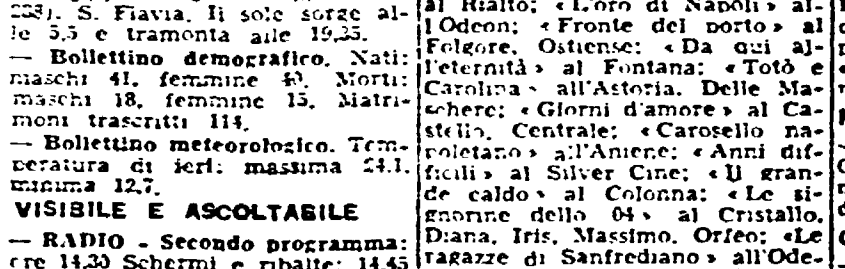 S. Flavia. Il sole sorge al-
le 5,5 e tramonta alle 19,35.
— Bollettino demografico. Nati:
maschi 41, femmine Morti:
maschi 18, femmine 15. Matri-
moni trascritti 114.
— Bollettino meteorologico. Tem-
peratura di ieri: massima 24.1.
minima 12,7.
VISIBILE E ASCOLTABILE
— RADIO - Secondo programma:
ore 14,30 Schermi e ribalte; 14,45
al Rialto; «L'oro di Napoli» al-
l'Odeon; «Fronte del porto» al
Folgore, Ostiense; «Da qui al-
l'eternità» al Fontana; «Totò e
Carolina» all'Astoria, Delle Ma-
schere; «Giorni d'amore» al Ca-
stello, Centrale; «Carosello na-
poletano» all'Aniene; «Anni dif-
ficili» al Silver Cine; «Il gran-
de caldo» al Colonna; «Le si-
gnorine dello 04» al Cristallo,
Diana, Iris, Massimo, Orfeo; «Le
ragazze di Sanfrediano» all'Ode-